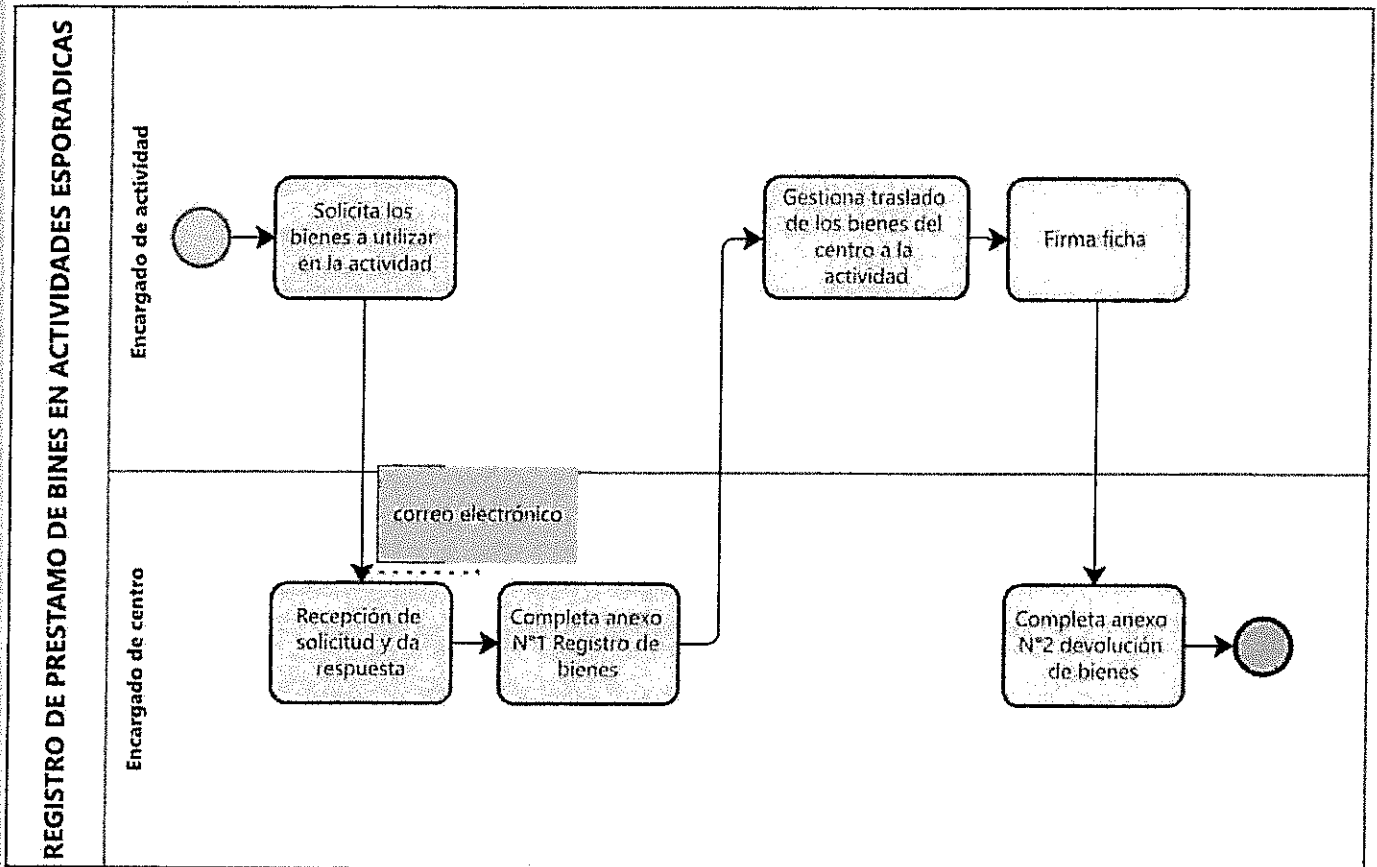 REGISTRO DE PRESTAMO DE BINES EN ACTIVIDADES ESPORADICAS
Encargado de actividad
Solicita los
bienes a utilizar
en la actividad
Gestiona traslado
de los bienes del
centro a la
actividad
Firma ficha
Encargado de centro
correo electrónico
Recepción de
solicitud y da
respuesta
Completa anexo
N°1 Registro de
bienes
Completa anexo
N°2 devolución
de bienes